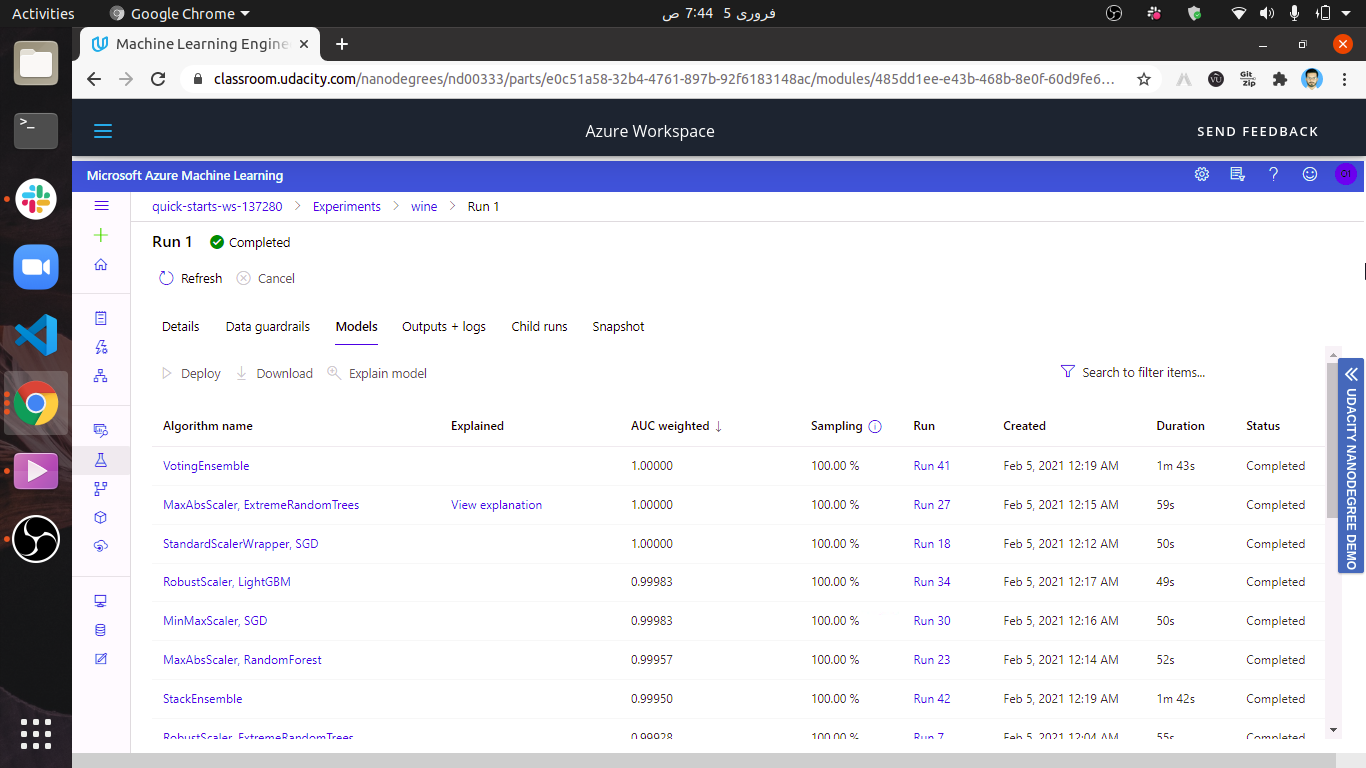 Activities Google Chrome فروری 5 7:44 ص
Machine Learning Engine
classroom.udacity.com/nanodegrees/nd00333/parts/e0c51a58-32b4-4761-897b-92f6183148ac/modules/485dd1ee-e43b-468b-8e0f-60d9fe6...
VU Git Zip
Azure Workspace SEND FEEDBACK
Microsoft Azure Machine Learning
quick-starts-ws-137280 > Experiments > wine > Run 1
Run 1 Completed
Refresh Cancel
Details Data guardrails Models Outputs + logs Child runs Snapshot
Deploy Download Explain model Search to filter items...
Algorithm name Explained AUC weighted ↓ Sampling Run Created Duration Status
VotingEnsemble 1.00000 100.00 % Run 41 Feb 5, 2021 12:19 AM 1m 43s Completed
MaxAbsScaler, ExtremeRandomTrees View explanation 1.00000 100.00 % Run 27 Feb 5, 2021 12:15 AM 59s Completed
StandardScalerWrapper, SGD 1.00000 100.00 % Run 18 Feb 5, 2021 12:12 AM 50s Completed
RobustScaler, LightGBM 0.99983 100.00 % Run 34 Feb 5, 2021 12:17 AM 49s Completed
MinMaxScaler, SGD 0.99983 100.00 % Run 30 Feb 5, 2021 12:16 AM 50s Completed
MaxAbsScaler, RandomForest 0.99957 100.00 % Run 23 Feb 5, 2021 12:14 AM 52s Completed
StackEnsemble 0.99950 100.00 % Run 42 Feb 5, 2021 12:19 AM 1m 42s Completed
RobustScaler, ExtremeRandomTrees 0.99928 100.00 % Run 7 Feb 5, 2021 12:04 AM 55s Completed
UDACITY NANODEGREE DEMO